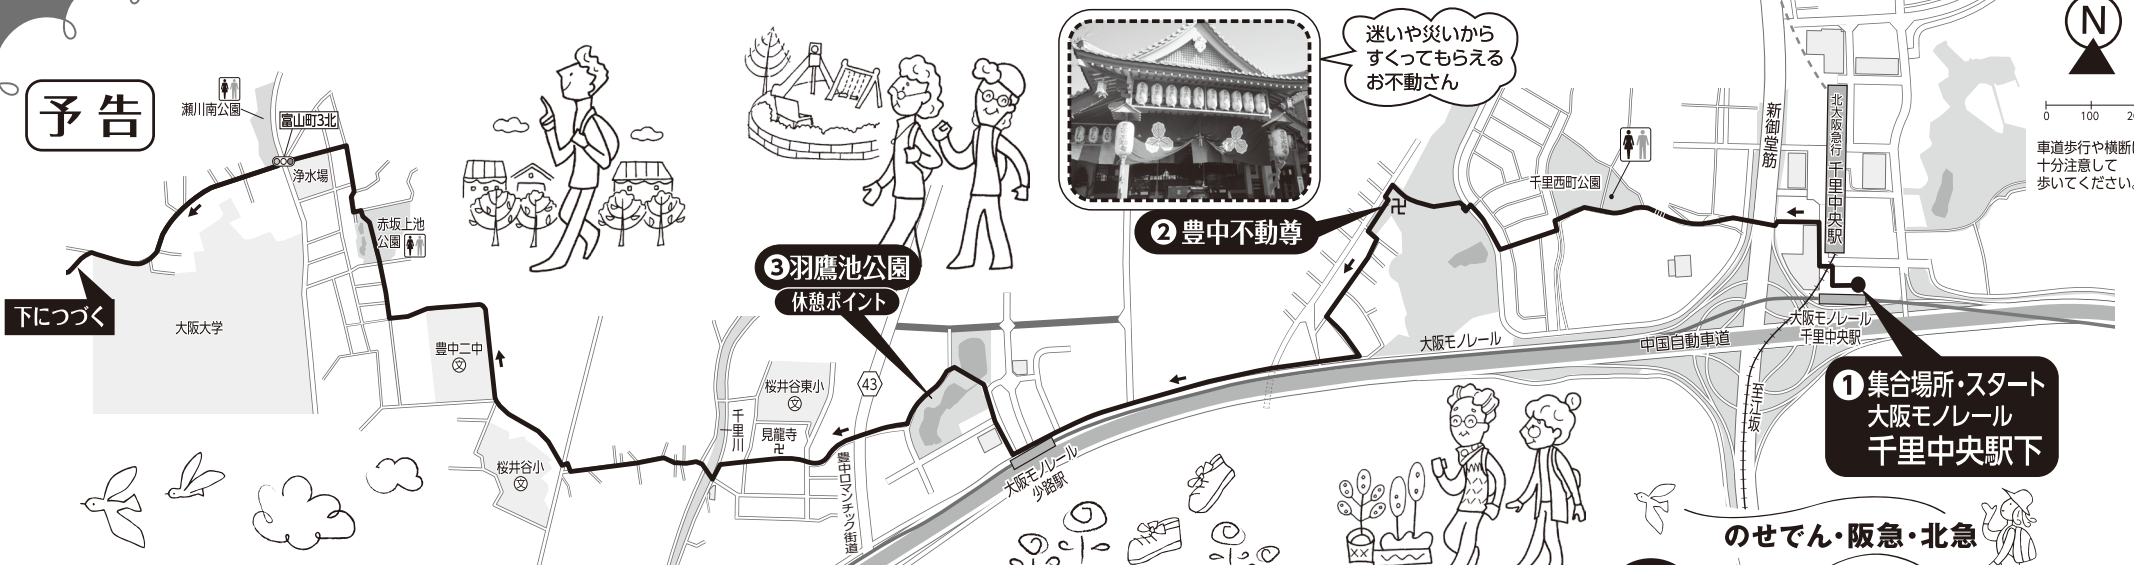 予告
瀬川南公園
富山町3北
浄水場
赤坂上池
公園
下につづく
大阪大学
豊中二中
文
桜井谷小
文
千里川
桜井谷東小
文
見龍寺
43
豊中ロマンチック街道
❸羽鷹池公園
休憩ポイント
大阪モノレール
少路駅
❷豊中不動尊
迷いや災いから
すくってもらえる
お不動さん
千里西町公園
新御堂筋
北大阪急行
千里中央駅
大阪モノレール
中国自動車道
大阪モノレール
千里中央駅
至江坂
❶集合場所・スタート
大阪モノレール
千里中央駅下
N
0 100
車道歩行や横断
十分注意して
歩いてください。
のせでん・阪急・北急